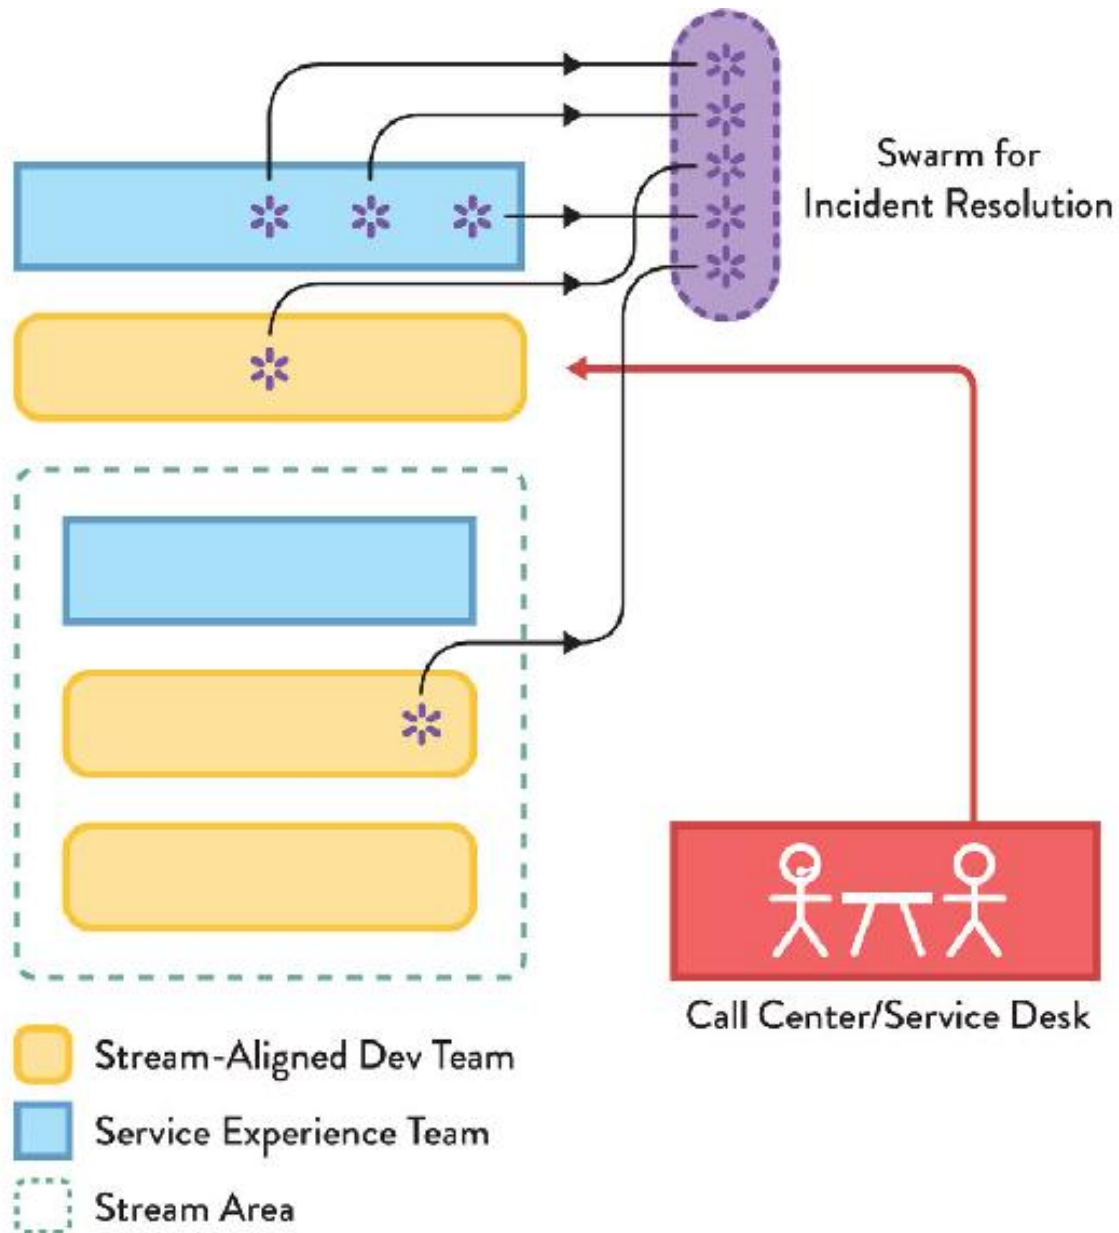 Swarm for
Incident Resolution
Call Center/Service Desk
Stream-Aligned Dev Team
Service Experience Team
Stream Area